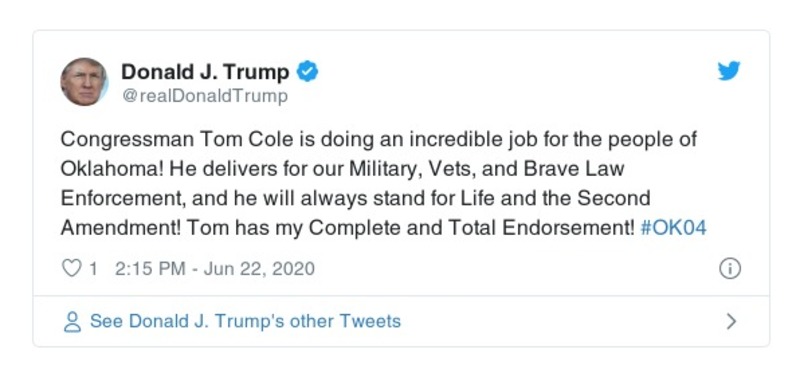 Donald J. Trump
@realDonaldTrump
Congressman Tom Cole is doing an incredible job for the people of
Oklahoma! He delivers for our Military, Vets, and Brave Law
Enforcement, and he will always stand for Life and the Second
Amendment! Tom has my Complete and Total Endorsement! #OK04
1 2:15 PM - Jun 22, 2020
See Donald J. Trump's other Tweets